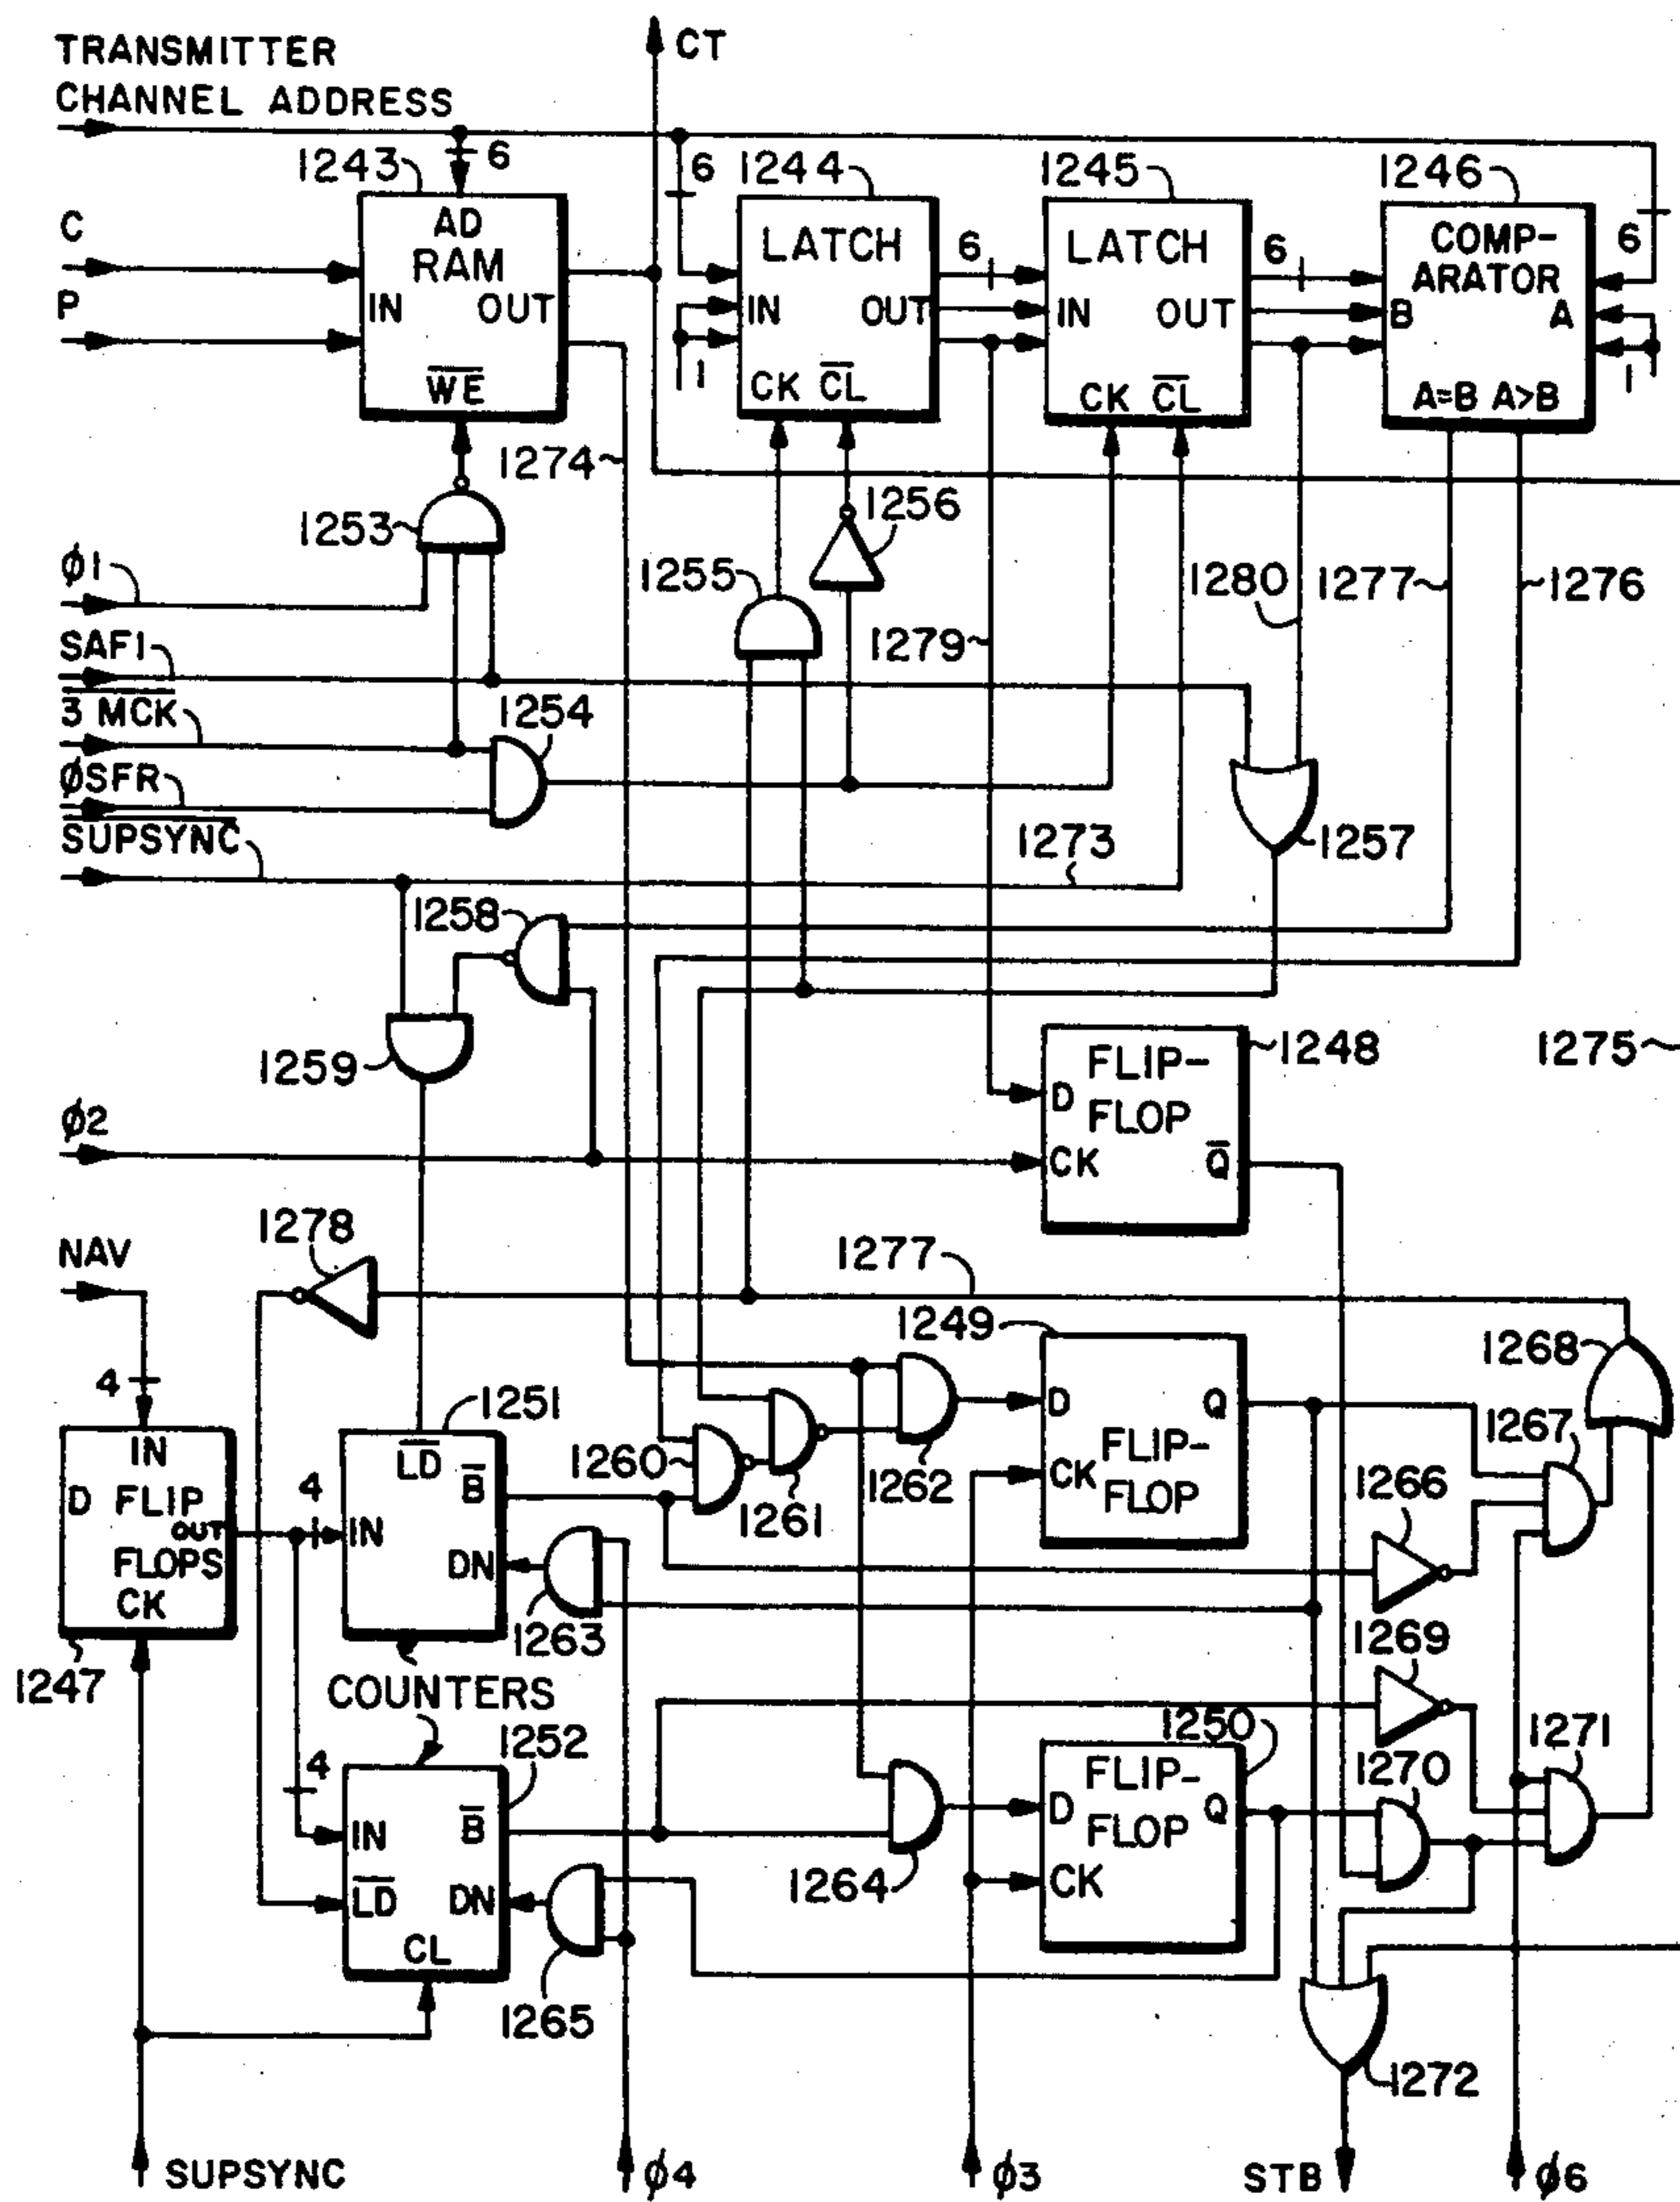 TRANSMITTER
CHANNEL ADDRESS
CT
6
1243
C
P
AD
RAM
IN
OUT
WE
6
1244
LATCH
IN
OUT
CK CL
1
6
1245
LATCH
IN
OUT
CK CL
6
1246
COMP-
ARATOR
B
A
A=B A>B
6
1
1274
1253
1256
1255
1279
1280
1277
1276
φ1
SAF1
3 MCK
φSFR
SUPSYNC
1254
1273
1257
1258
1259
φ2
FLIP-
FLOP
D
CK
Q
1248
1275
NAV
4
1278
1277
1249
1268
IN
D FLIP
OUT
FLOPS
CK
1247
4
1251
LD
B
IN
DN
1260
1261
1262
D
Q
FLIP-
FLOP
CK
1267
1266
1263
COUNTERS
1269
1252
4
IN
B
LD
DN
CL
1264
1265
1250
FLIP-
FLOP
D
Q
CK
1270
1271
1272
SUPSYNC
φ4
φ3
STB
φ6